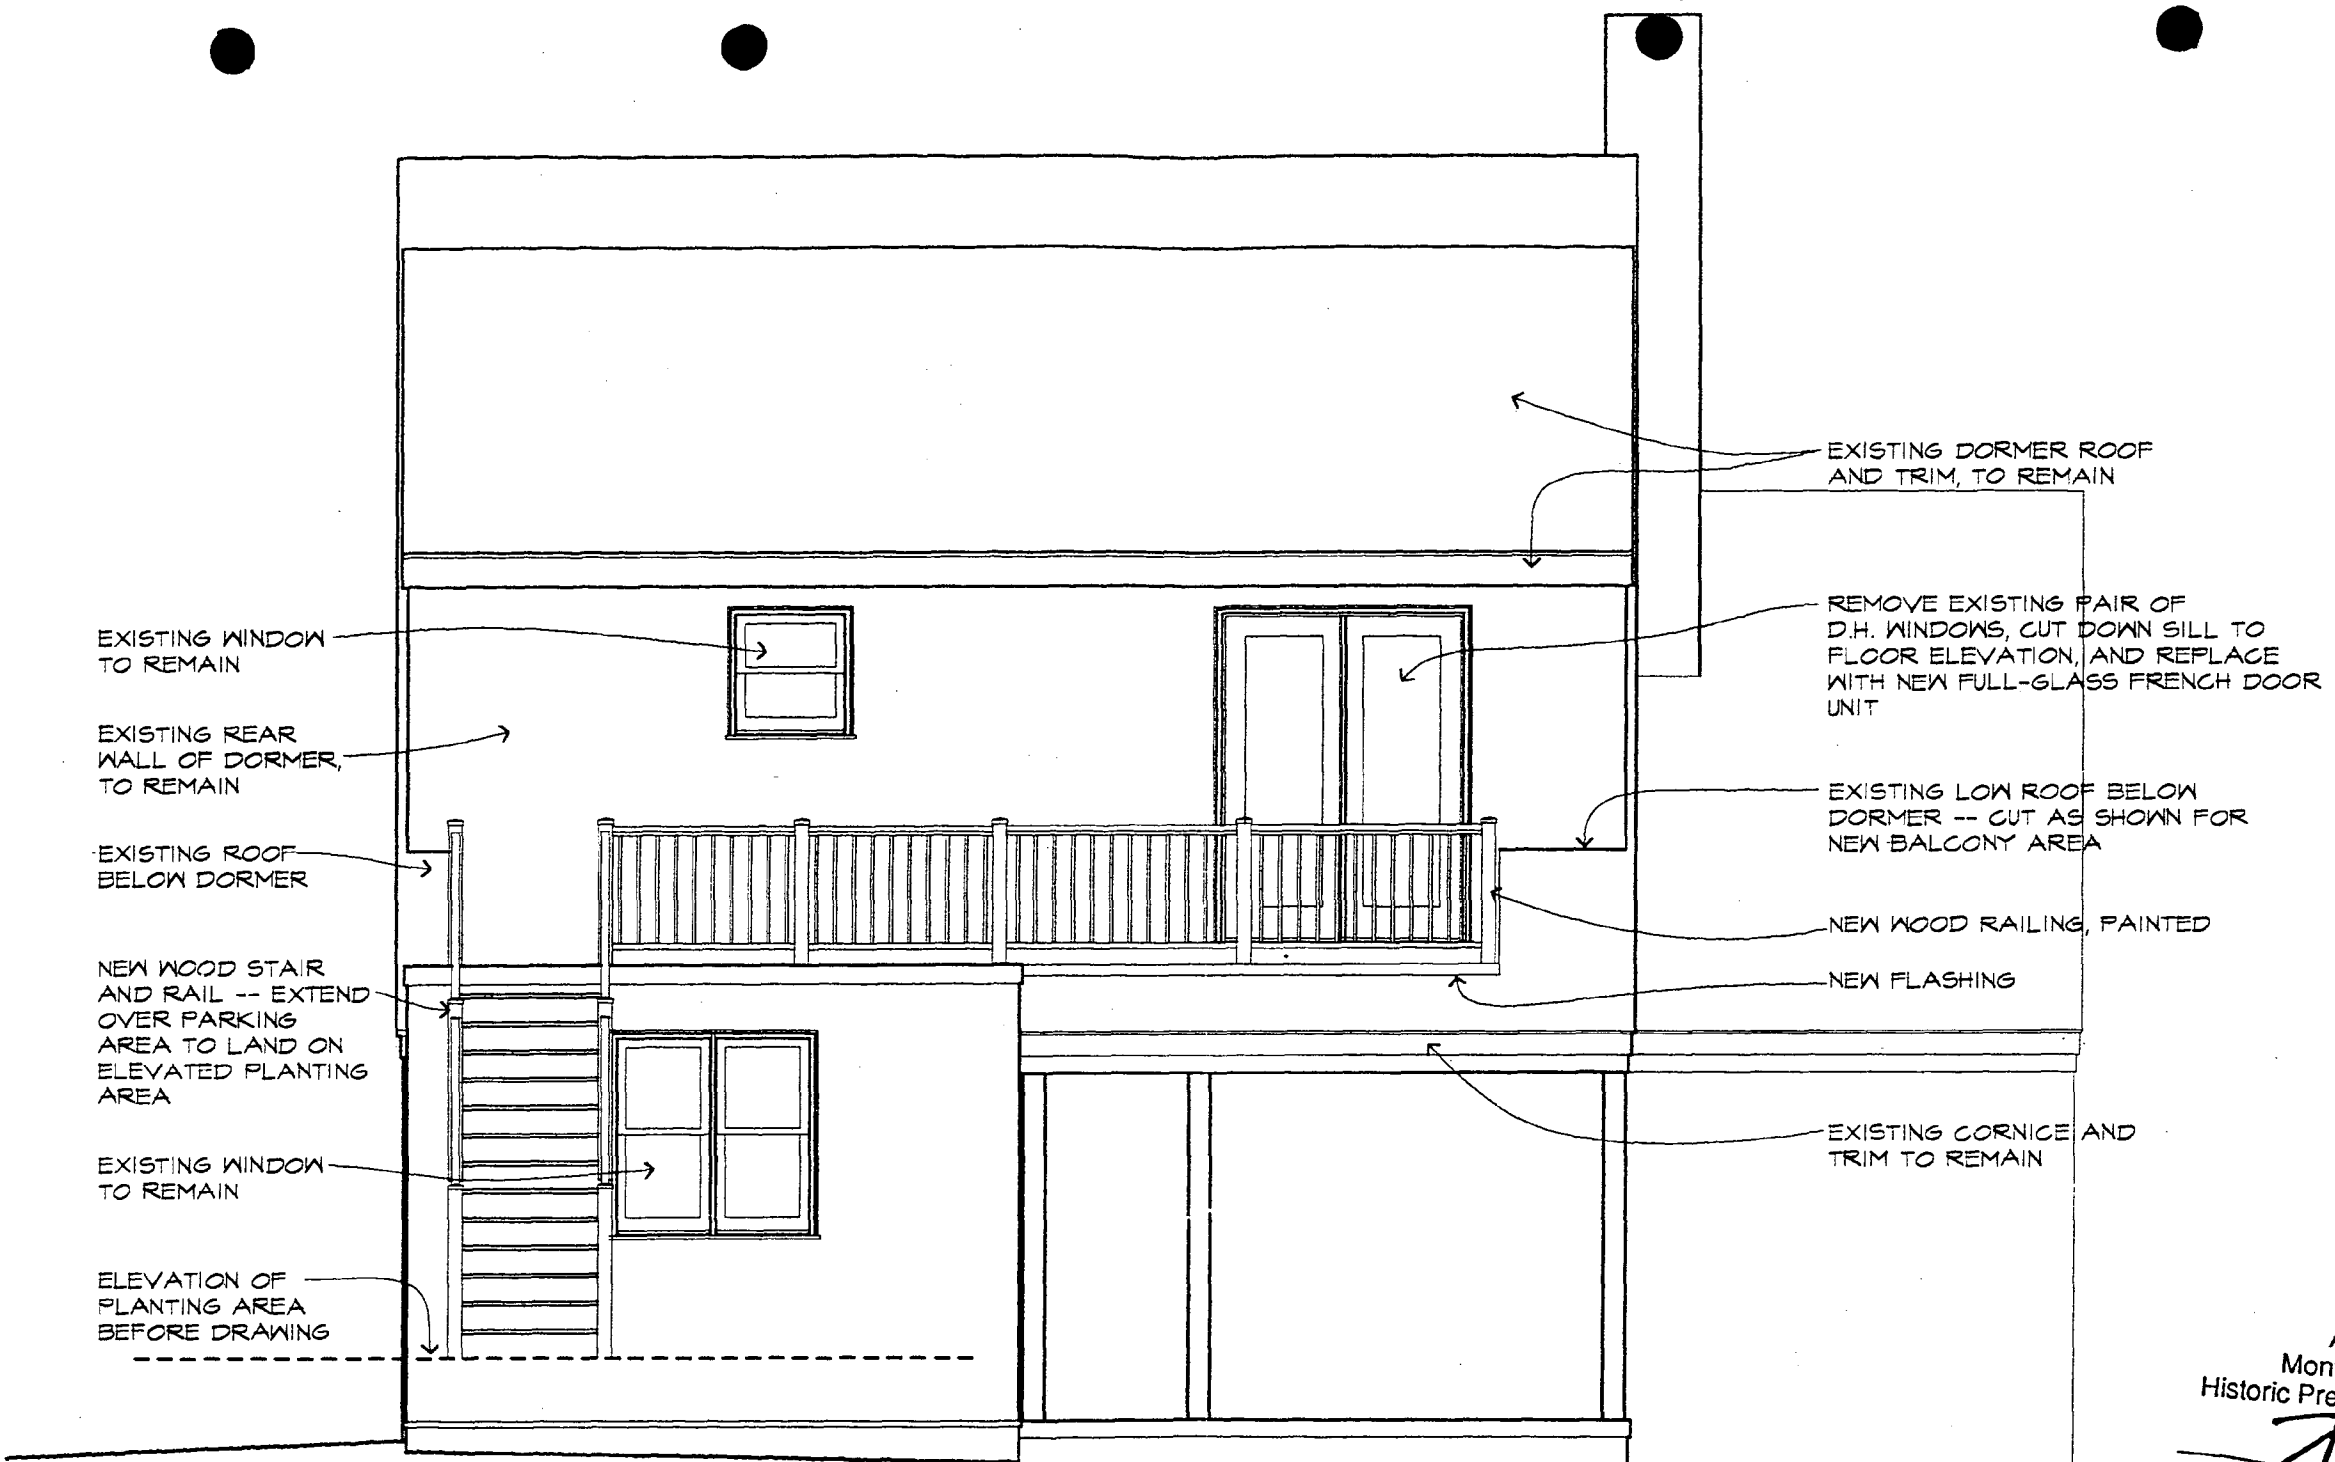 EXISTING WINDOW
TO REMAIN
EXISTING REAR
WALL OF DORMER,
TO REMAIN
EXISTING ROOF
BELOW DORMER
NEW WOOD STAIR
AND RAIL -- EXTEND
OVER PARKING
AREA TO LAND ON
ELEVATED PLANTING
AREA
EXISTING WINDOW
TO REMAIN
ELEVATION OF
PLANTING AREA
BEFORE DRAWING
EXISTING DORMER ROOF
AND TRIM, TO REMAIN
REMOVE EXISTING PAIR OF
D.H. WINDOWS, CUT DOWN SILL TO
FLOOR ELEVATION, AND REPLACE
WITH NEW FULL-GLASS FRENCH DOOR
UNIT
EXISTING LOW ROOF BELOW
DORMER -- CUT AS SHOWN FOR
NEW BALCONY AREA
NEW WOOD RAILING, PAINTED
NEW FLASHING
EXISTING CORNICE AND
TRIM TO REMAIN
Mon
Historic Pre